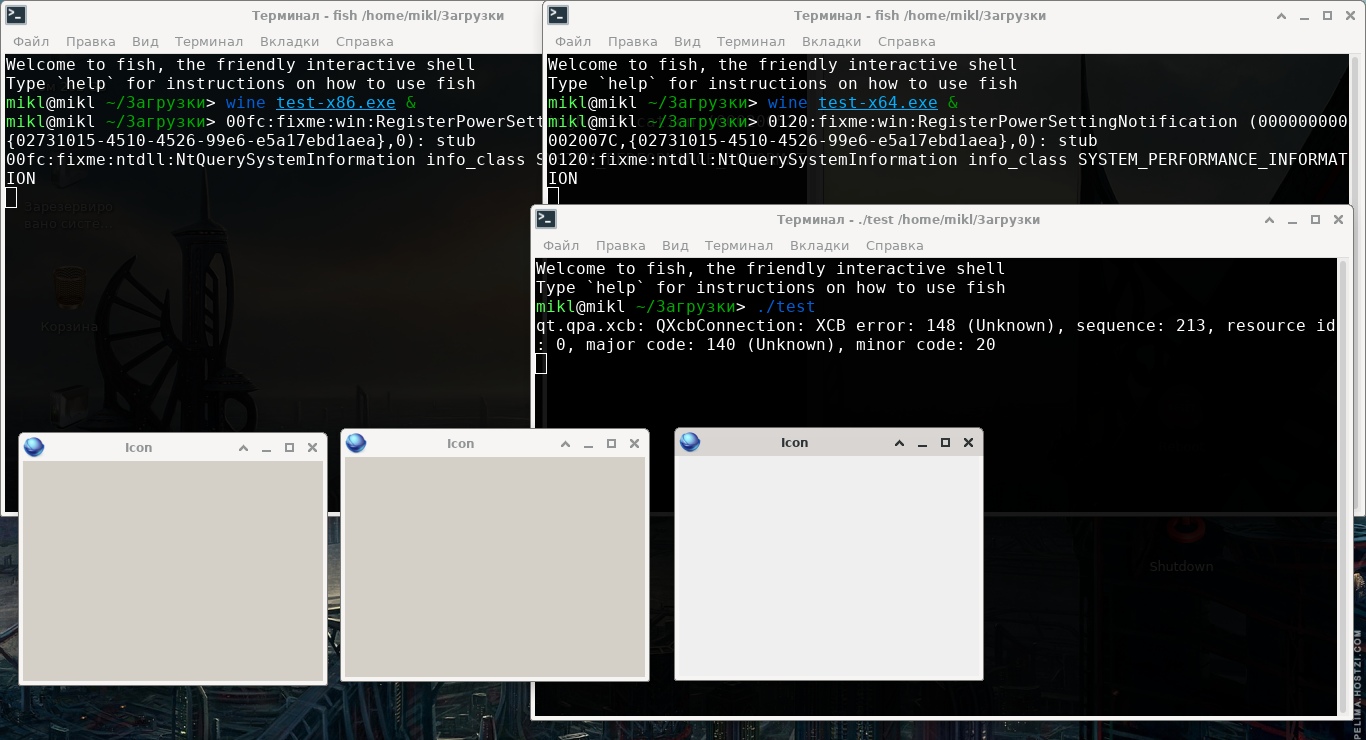 Терминал - fish /home/mikl/Загрузки
Файл Правка Вид Терминал Вкладки Справка
Welcome to fish, the friendly interactive shell
Type `help` for instructions on how to use fish
mikl@mikl ~/Загрузки> wine test-x86.exe &
mikl@mikl ~/Загрузки> 00fc:fixme:win:RegisterPowerSett
{02731015-4510-4526-99e6-e5a17ebd1aea},0): stub
00fc:fixme:ntdll:NtQuerySystemInformation info_class S
ION
Зарезервиро
вано систе...
Корзина
Терминал - fish /home/mikl/Загрузки
Файл Правка Вид Терминал Вкладки Справка
Welcome to fish, the friendly interactive shell
Type `help` for instructions on how to use fish
mikl@mikl ~/Загрузки> wine test-x64.exe &
mikl@mikl ~/Загрузки> 0120:fixme:win:RegisterPowerSettingNotification (000000000
002007C,{02731015-4510-4526-99e6-e5a17ebd1aea},0): stub
0120:fixme:ntdll:NtQuerySystemInformation info_class SYSTEM_PERFORMANCE_INFORMAT
ION
Терминал - ./test /home/mikl/Загрузки
Файл Правка Вид Терминал Вкладки Справка
Welcome to fish, the friendly interactive shell
Type `help` for instructions on how to use fish
mikl@mikl ~/Загрузки> ./test
qt.qpa.xcb: QXcbConnection: XCB error: 148 (Unknown), sequence: 213, resource id
: 0, major code: 140 (Unknown), minor code: 20
Icon
Icon
Icon
Shutdown
PELIMA.HOSTZI.COM